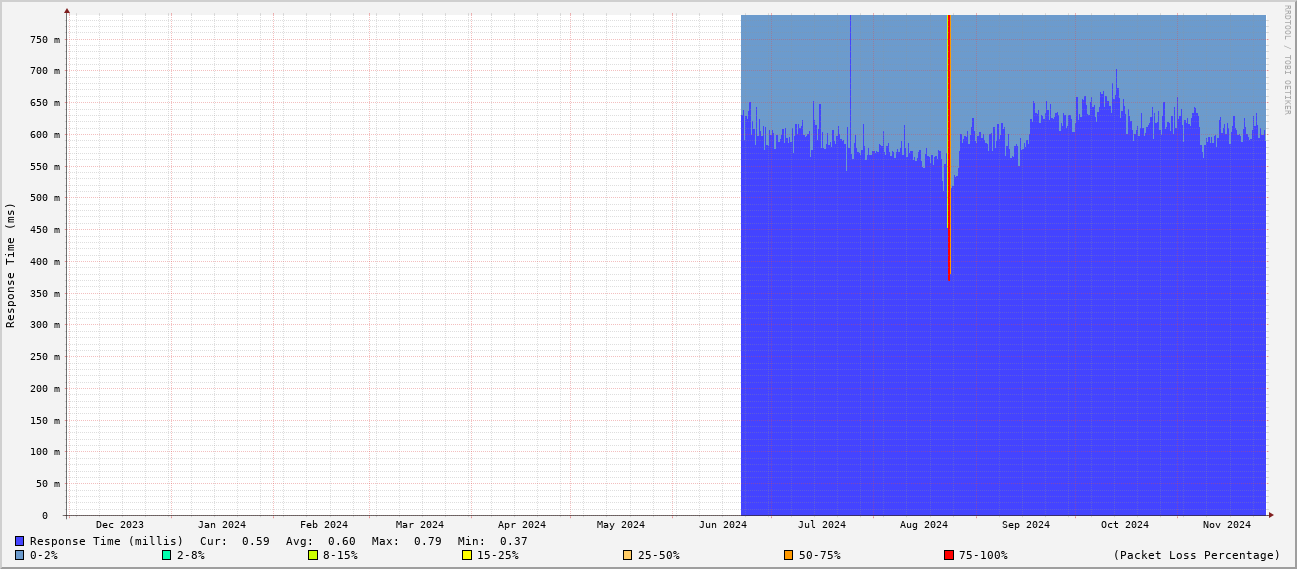 RRDTOOL / TOBI OETIKER
Response Time (ms)
750 m
700 m
650 m
600 m
550 m
500 m
450 m
400 m
350 m
300 m
250 m
200 m
150 m
100 m
50 m
0
Dec 2023 Jan 2024 Feb 2024 Mar 2024 Apr 2024 May 2024 Jun 2024 Jul 2024 Aug 2024 Sep 2024 Oct 2024 Nov 2024
Response Time (millis) Cur: 0.59 Avg: 0.60 Max: 0.79 Min: 0.37
0-2% 2-8% 8-15% 15-25% 25-50% 50-75% 75-100% (Packet Loss Percentage)